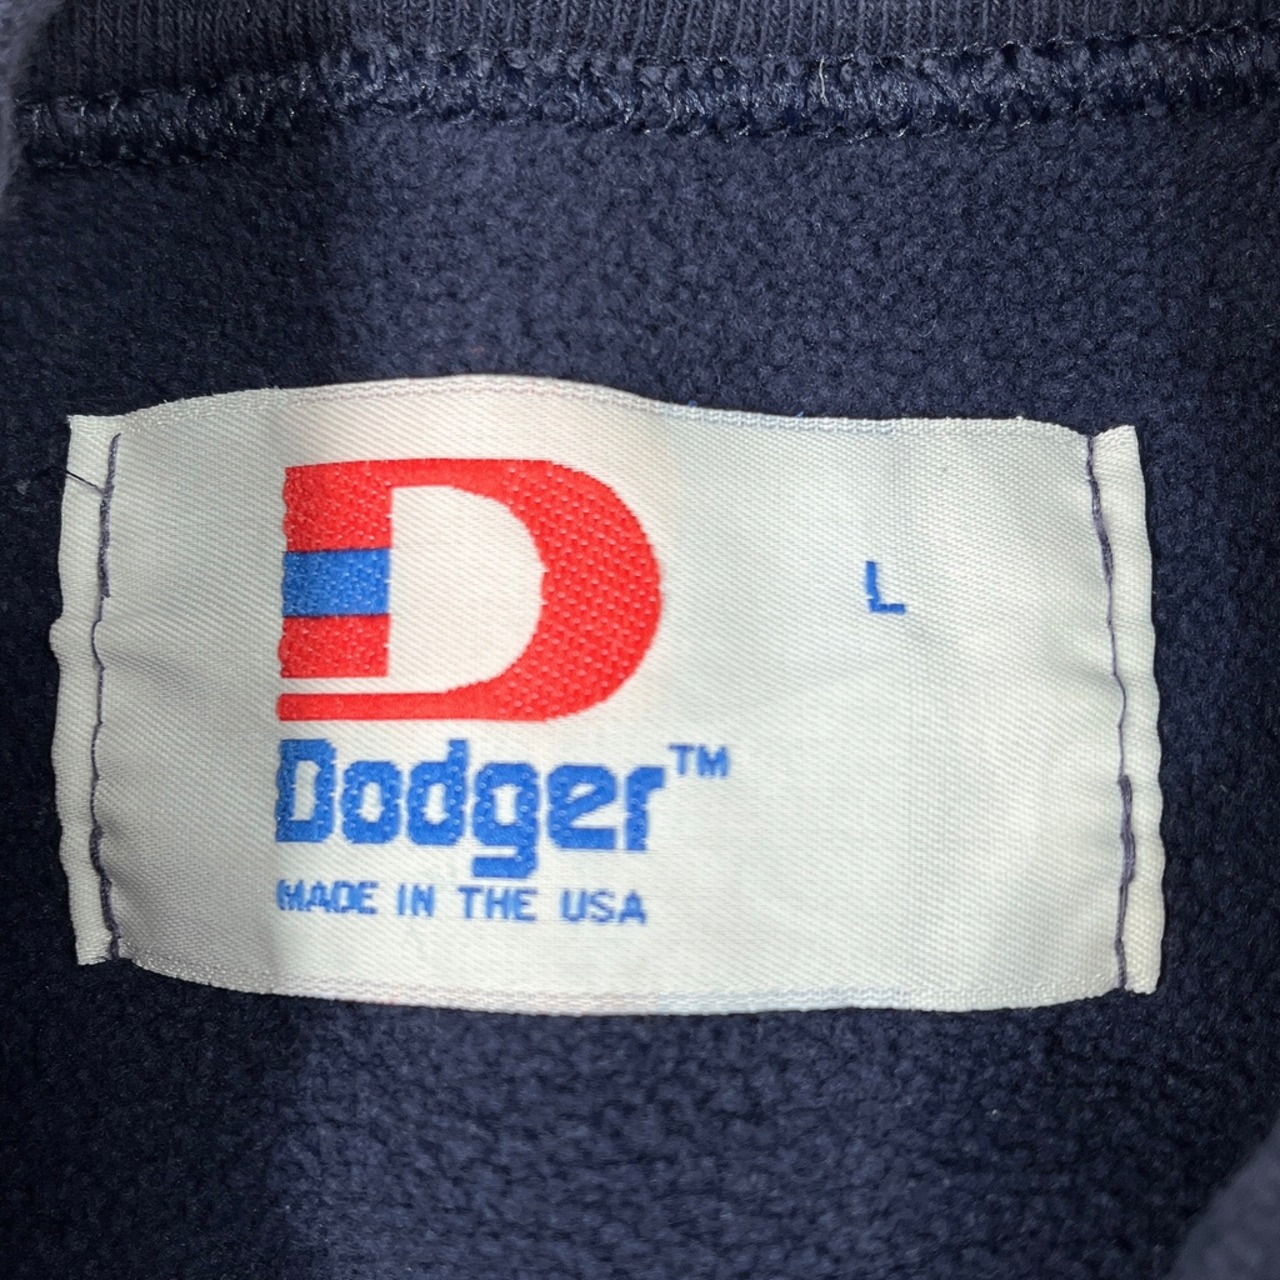 D
L
Dodger™
MADE IN THE USA